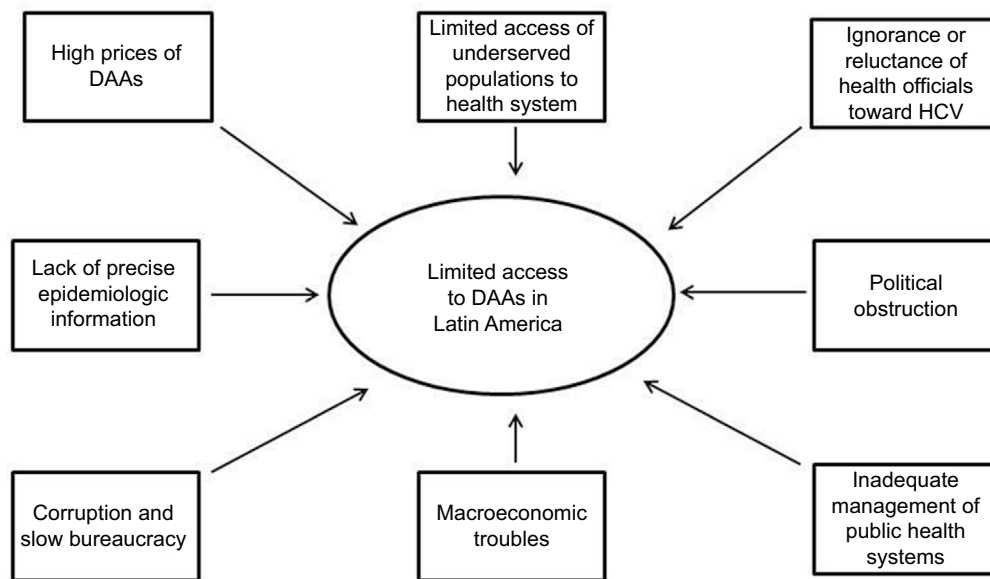 High prices of
DAAs
Limited access of
underserved
populations to
health system
Ignorance or
reluctance of
health officials
toward HCV
Lack of precise
epidemiologic
information
Limited access
to DAAs in
Latin America
Political
obstruction
Corruption and
slow bureaucracy
Macroeconomic
troubles
Inadequate
management of
public health
systems